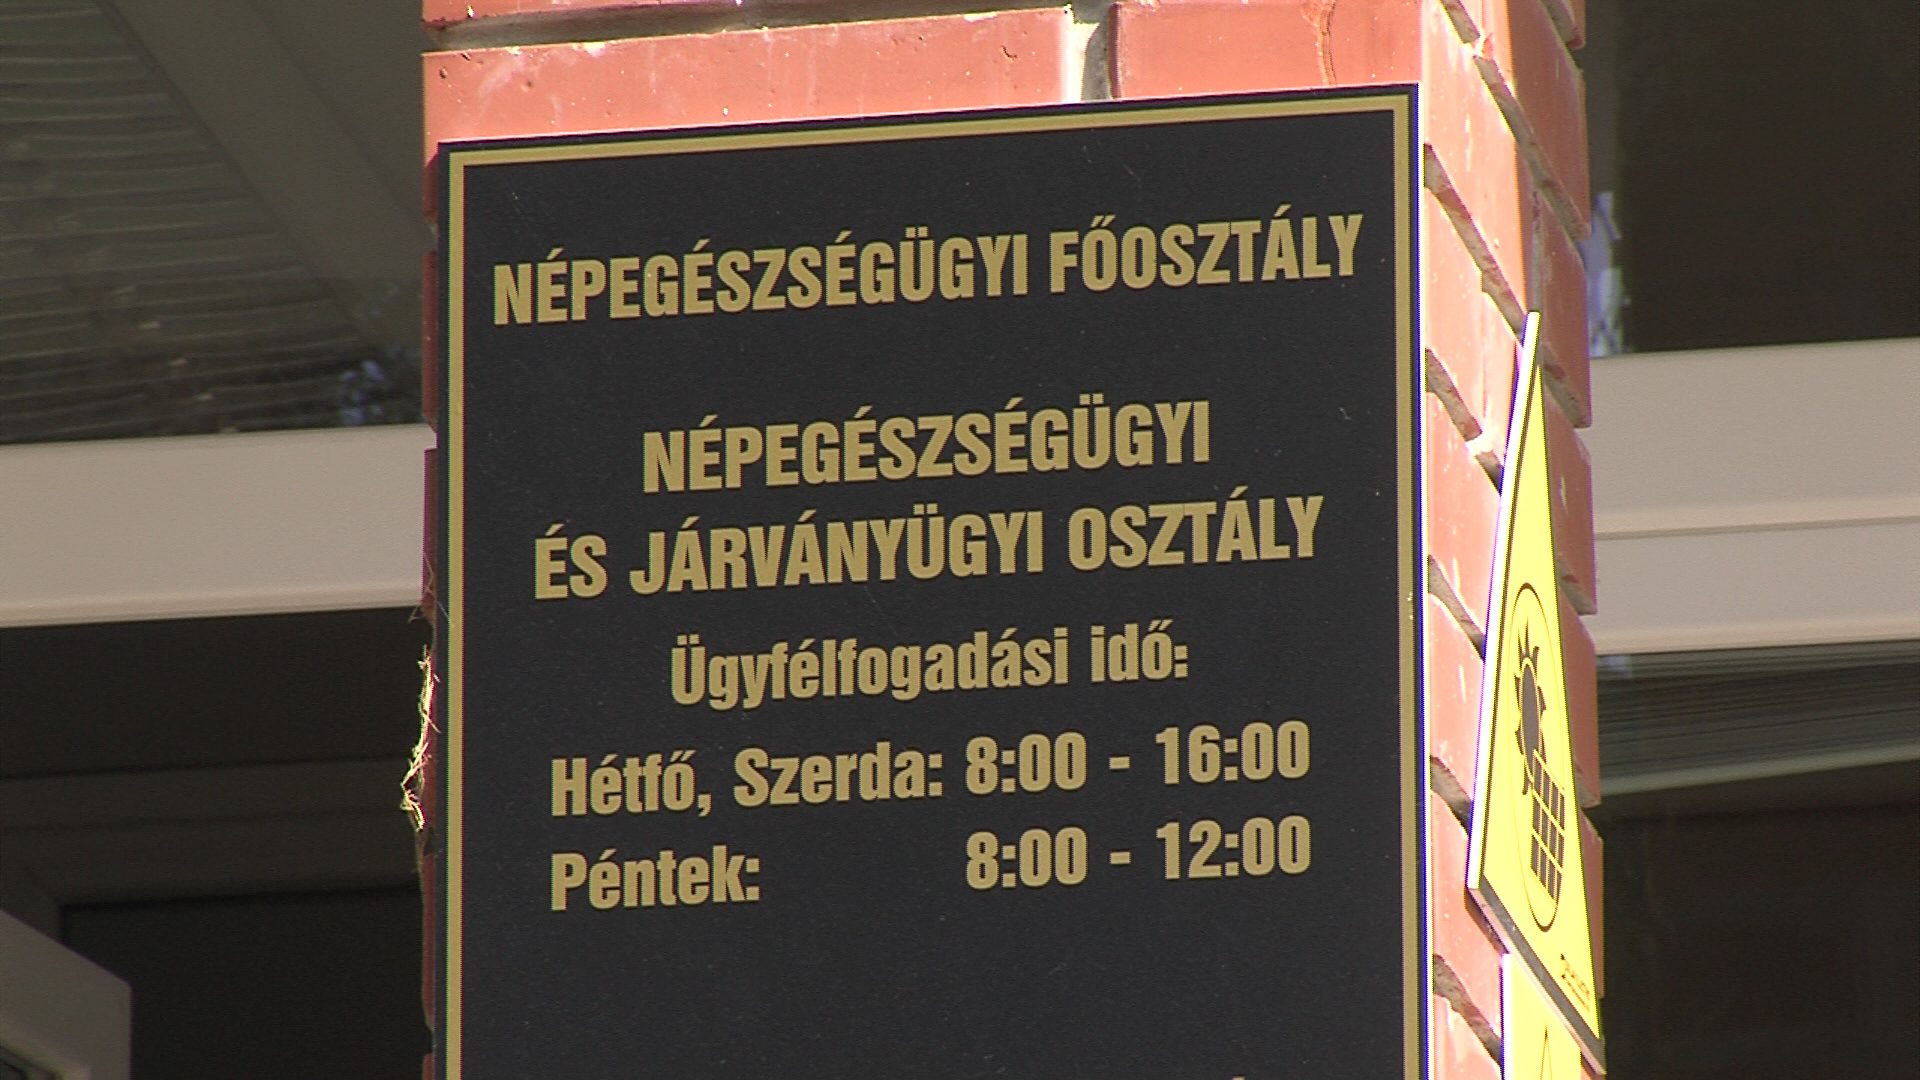 NÉPEGÉSZSÉGÜGYI FŐOSZTÁLY
NÉPEGÉSZSÉGÜGYI
ÉS JÁRVÁNYÜGYI OSZTÁLY
Ügyfélfogadási idő:
Hétfő, Szerda: 8:00 - 16:00
Péntek: 8:00 - 12:00